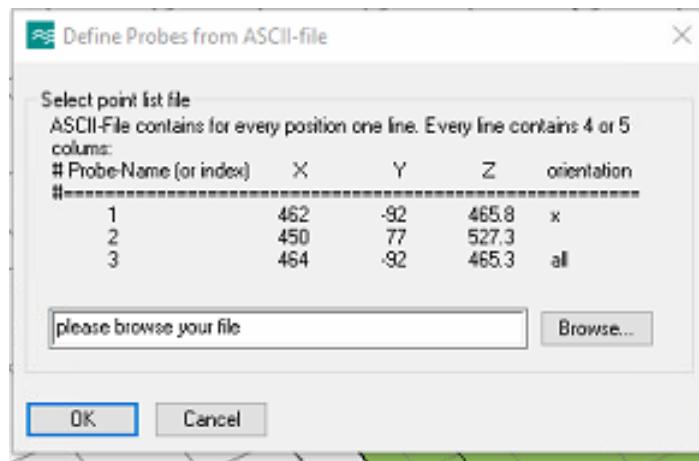 Define Probes from ASCII-file
Select point list file
ASCII-File contains for every position one line. Every line contains 4 or 5
colums:
# Probe-Name (or index) X Y Z orientation
#=======================================================
1 462 -92 465.8 x
2 450 77 527.3
3 464 -92 465.3 all
please browse your file Browse...
OK Cancel